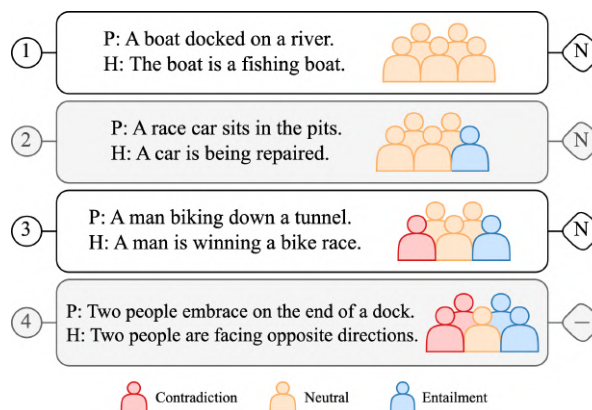 1
P: A boat docked on a river.
H: The boat is a fishing boat.
N
2
P: A race car sits in the pits.
H: A car is being repaired.
N
3
P: A man biking down a tunnel.
H: A man is winning a bike race.
N
4
P: Two people embrace on the end of a dock.
H: Two people are facing opposite directions.
–
Contradiction Neutral Entailment